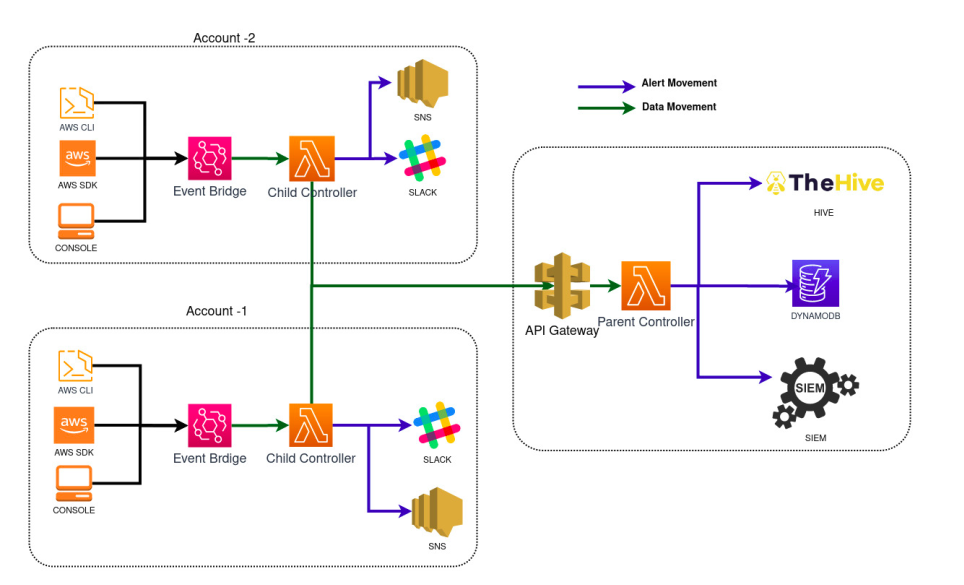 Account -2
AWS CLI
aws
AWS SDK
CONSOLE
Event Bridge
Child Controller
SNS
SLACK
Alert Movement
Data Movement
Account -1
AWS CLI
aws
AWS SDK
CONSOLE
Event Brdige
Child Controller
SLACK
SNS
API Gateway
Parent Controller
TheHive
HIVE
DYNAMODB
SIEM
SIEM